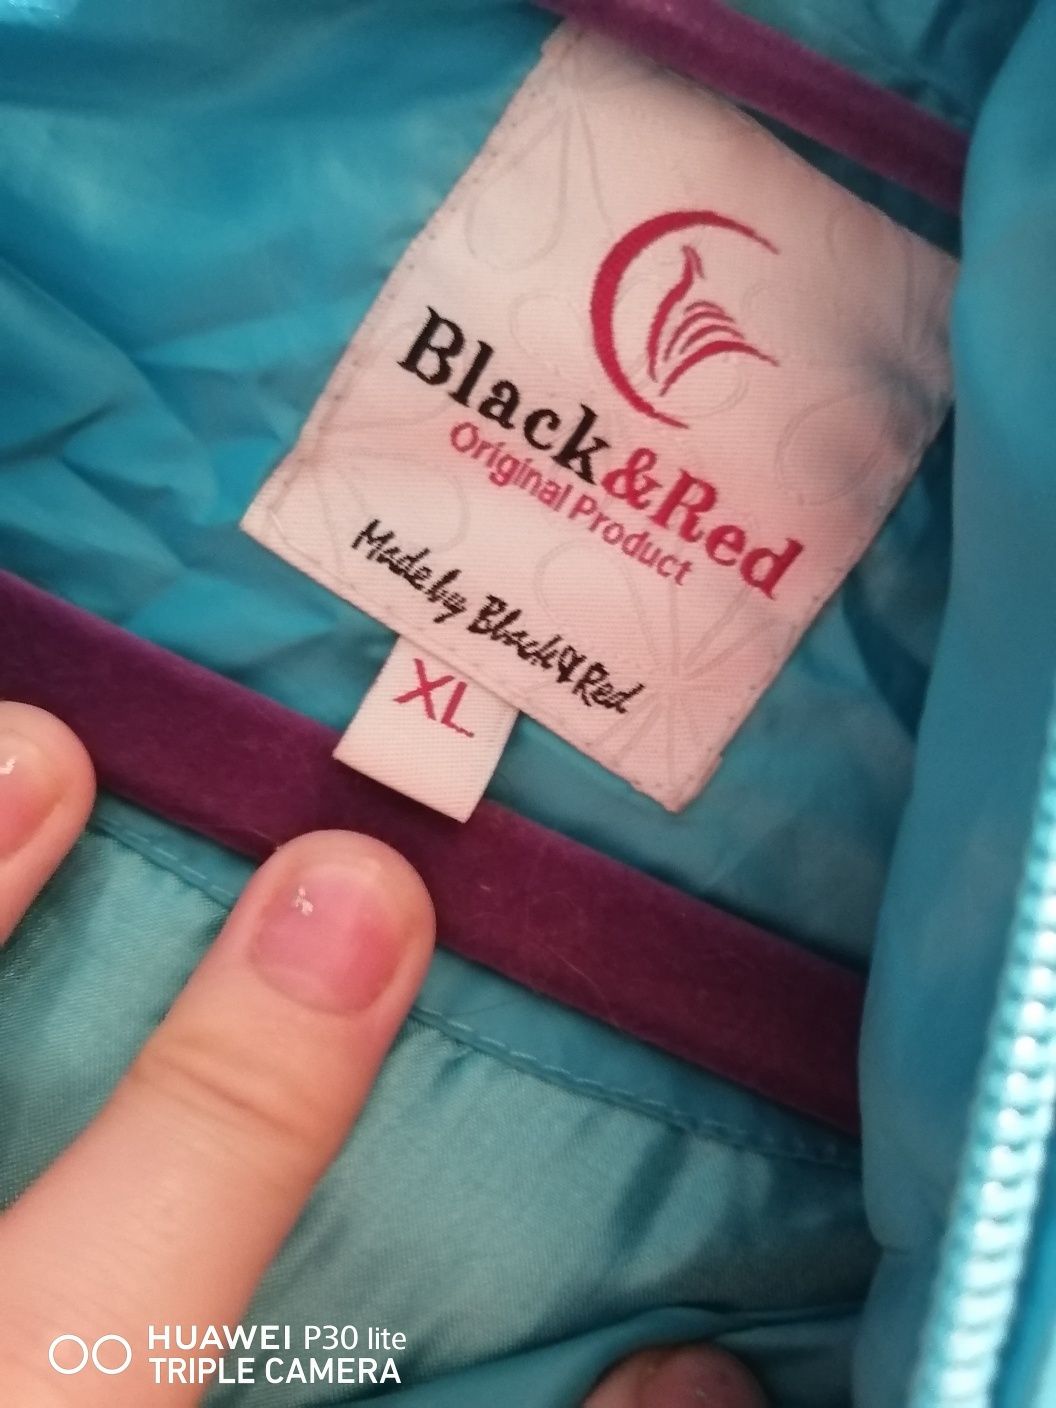 Black&Red
Original Product
Made by Black&Red
XL
HUAWEI P30 lite
TRIPLE CAMERA